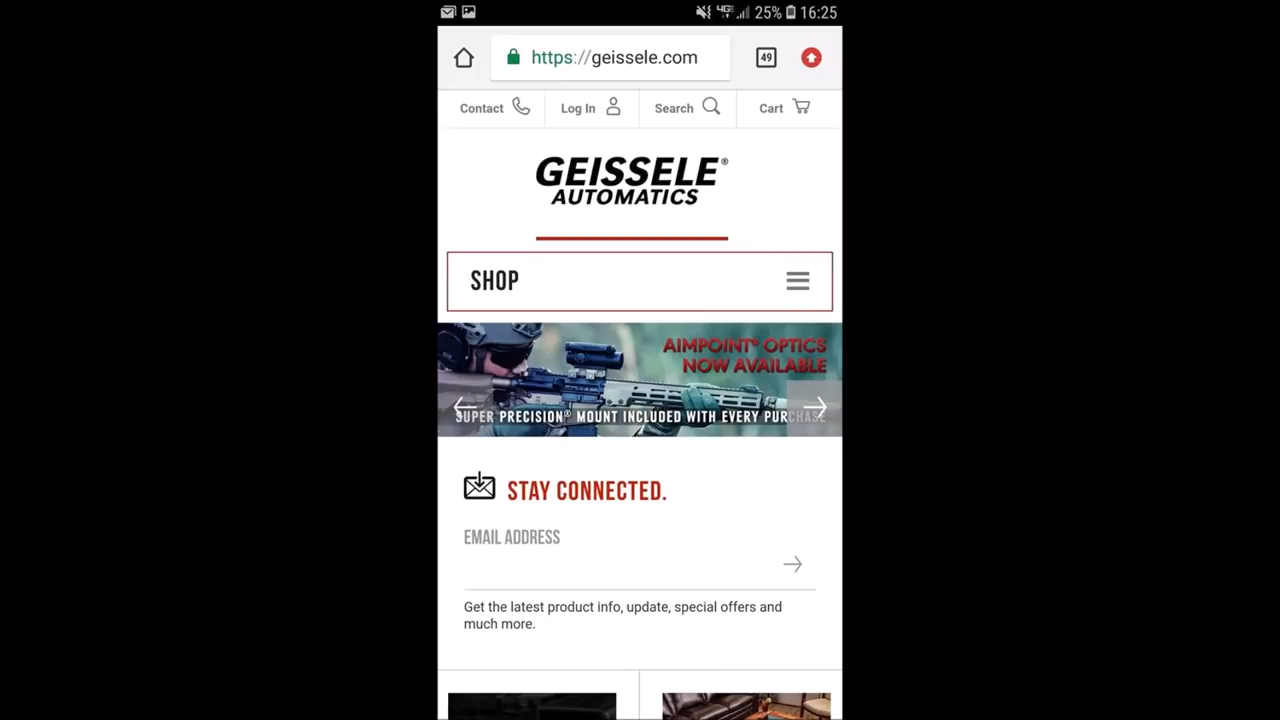 4G 25% 16:25
https://geissele.com 49
Contact Log In Search Cart
GEISSELE®
AUTOMATICS
SHOP
AIMPOINT® OPTICS
NOW AVAILABLE
SUPER PRECISION® MOUNT INCLUDED WITH EVERY PURCHASE
STAY CONNECTED.
EMAIL ADDRESS
Get the latest product info, update, special offers and
much more.